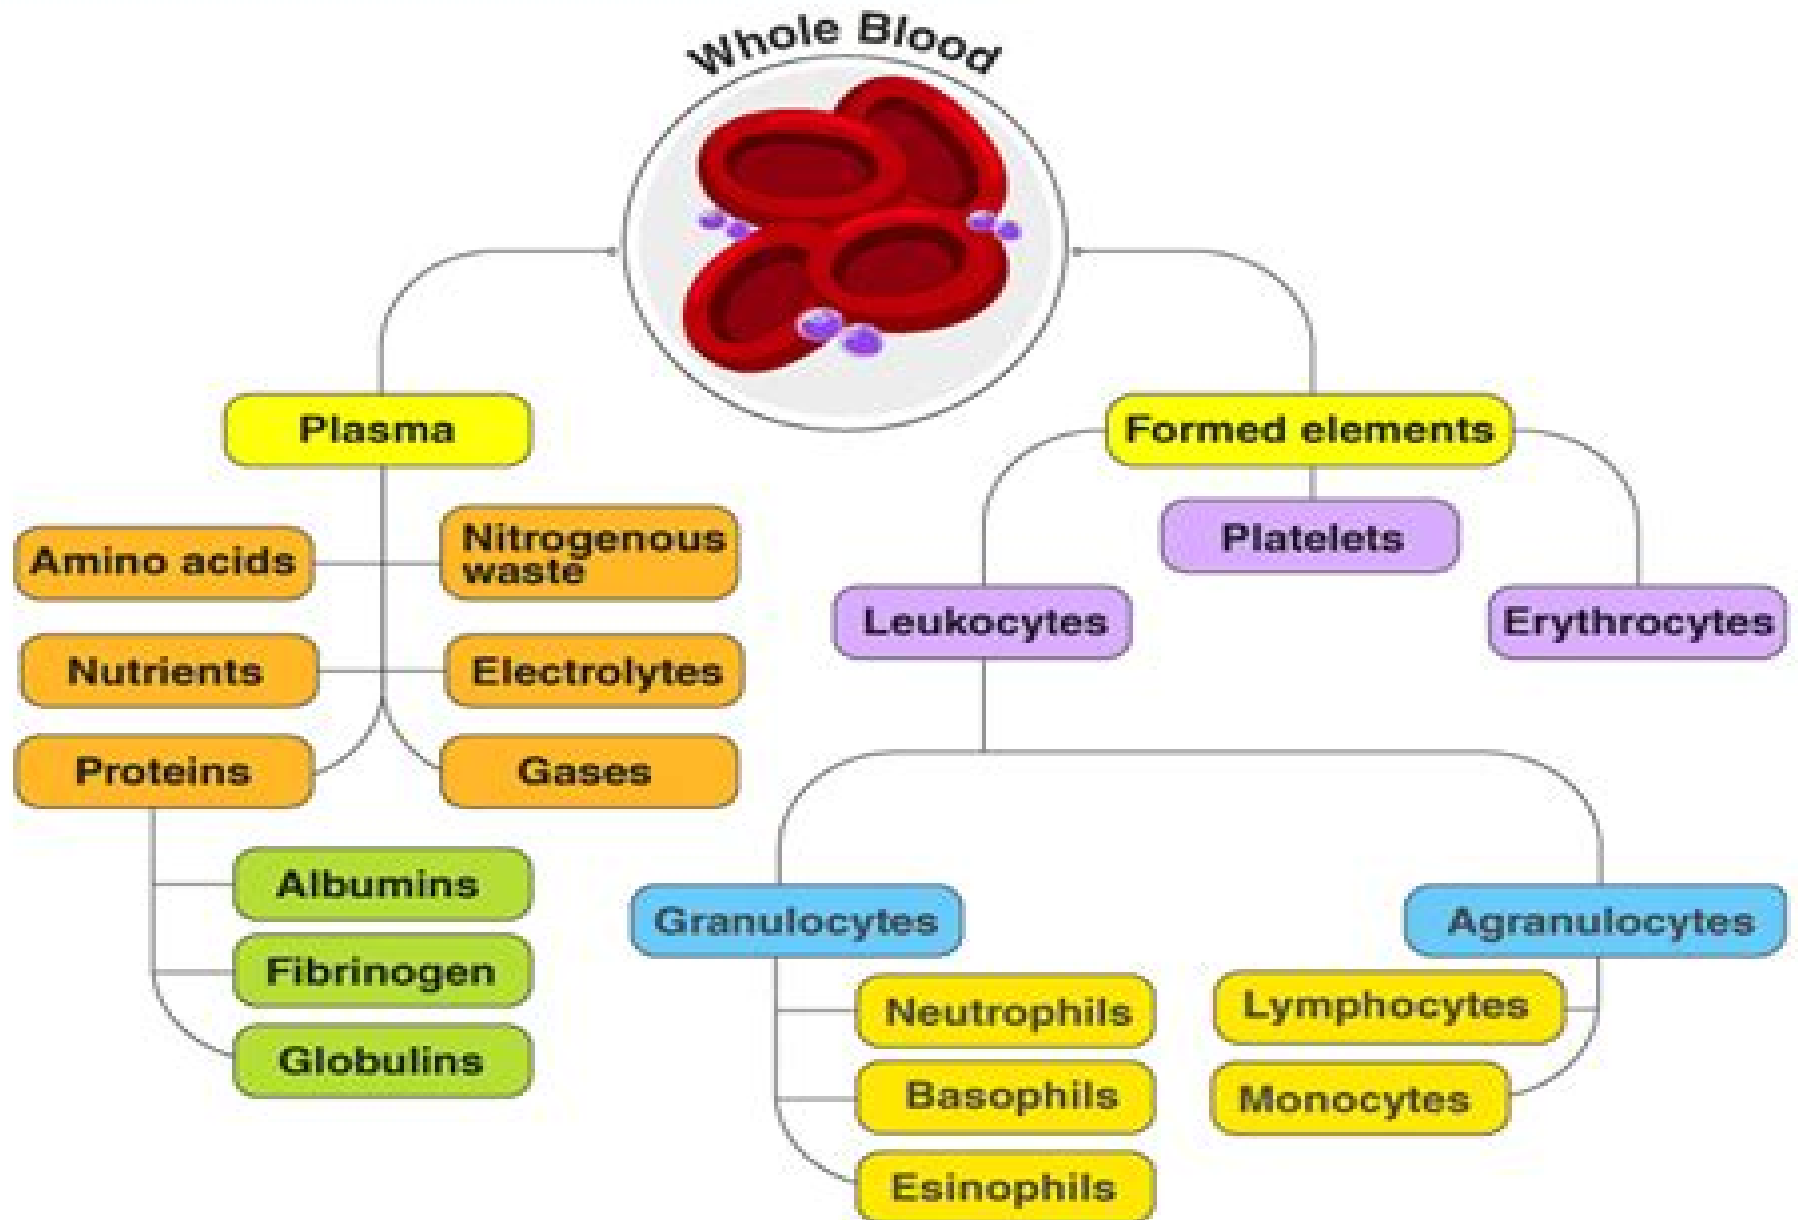 Whole Blood
Plasma
Formed elements
Amino acids
Nitrogenous
waste
Platelets
Leukocytes
Erythrocytes
Nutrients
Electrolytes
Proteins
Gases
Albumins
Fibrinogen
Globulins
Granulocytes
Agranulocytes
Neutrophils
Basophils
Esinophils
Lymphocytes
Monocytes